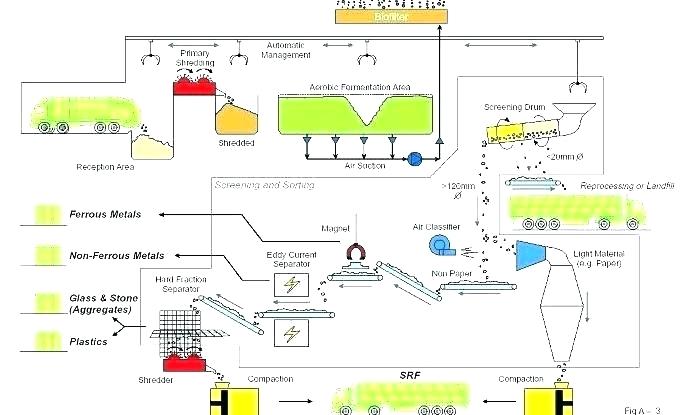 Biofilter
Automatic
Management
Primary
Shredding
Aerobic Fermentation Area
Screening Drum
Shredded
Reception Area
Air Suction
<20mm Ø
Screening and Sorting
>120mm
Ø
Reprocessing or Landfill
Ferrous Metals
Magnet
Air Classifier
Non-Ferrous Metals
Eddy Current
Separator
Light Material
(e.g. Paper)
Non Paper
Hard Fraction
Separator
Glass & Stone
(Aggregates)
Plastics
Shredder
Compaction
SRF
Compaction
Fig A - 3